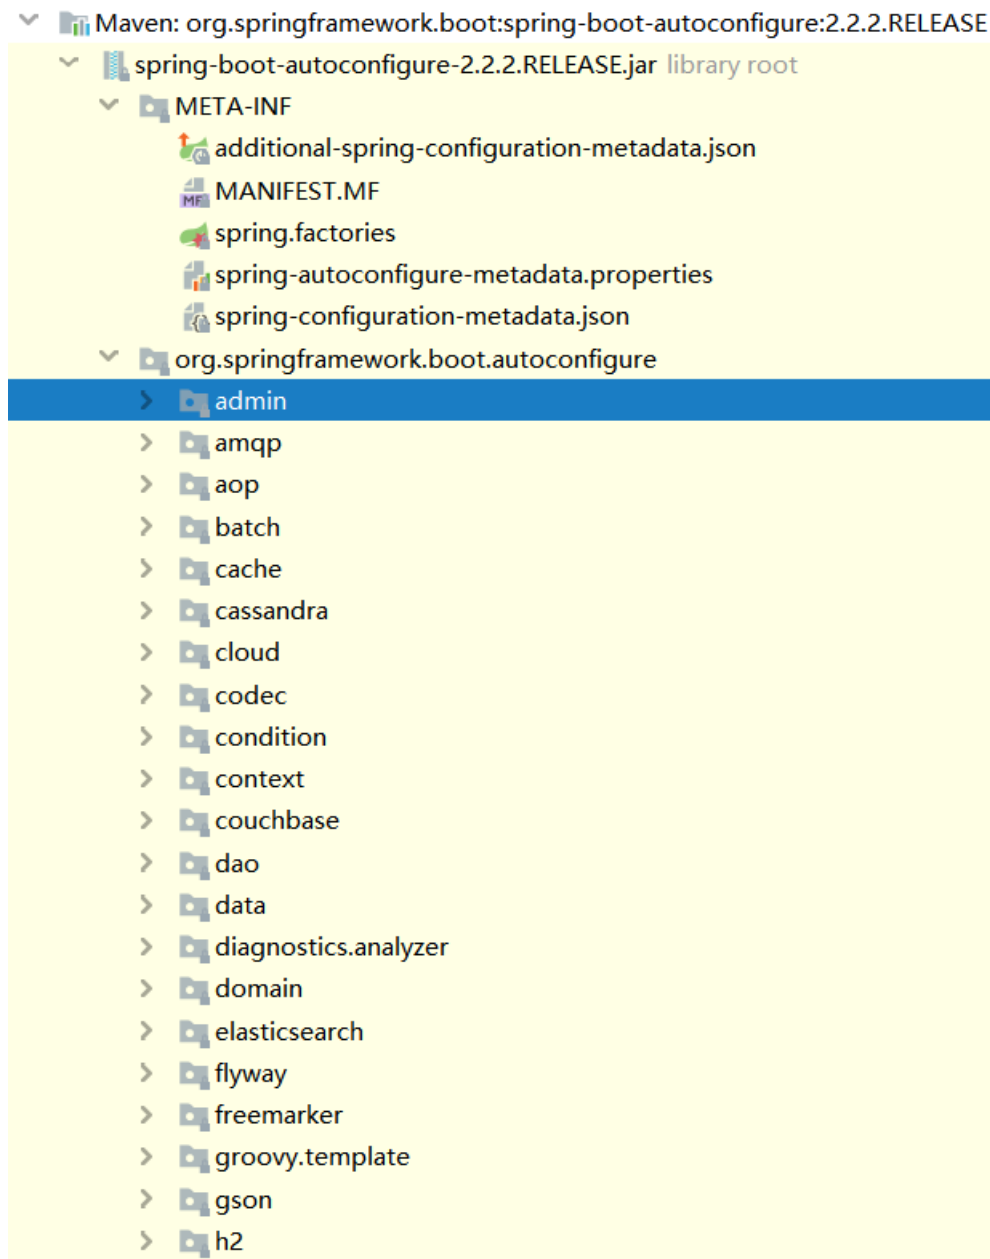 Maven: org.springframework.boot:spring-boot-autoconfigure:2.2.2.RELEASE
spring-boot-autoconfigure-2.2.2.RELEASE.jar library root
META-INF
additional-spring-configuration-metadata.json
MF MANIFEST.MF
spring.factories
spring-autoconfigure-metadata.properties
spring-configuration-metadata.json
org.springframework.boot.autoconfigure
admin
amqp
aop
batch
cache
cassandra
cloud
codec
condition
context
couchbase
dao
data
diagnostics.analyzer
domain
elasticsearch
flyway
freemarker
groovy.template
gson
h2